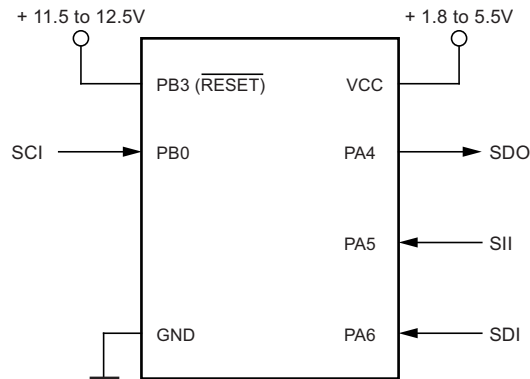 + 11.5 to 12.5V
+ 1.8 to 5.5V
PB3 (RESET)
VCC
SCI
PB0
PA4
SDO
PA5
SII
GND
PA6
SDI